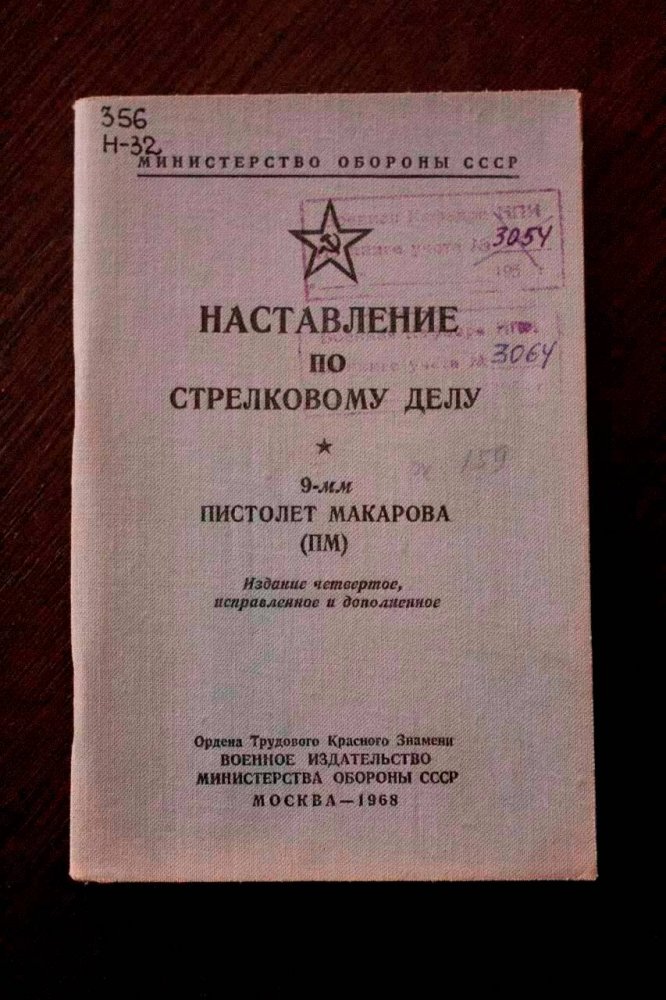 356
Н-32
МИНИСТЕРСТВО ОБОРОНЫ СССР
3054
НАСТАВЛЕНИЕ
ПО
3064
СТРЕЛКОВОМУ ДЕЛУ
159
9-мм
ПИСТОЛЕТ МАКАРОВА
(ПМ)
Издание четвертое,
исправленное и дополненное
Ордена Трудового Красного Знамени
ВОЕННОЕ ИЗДАТЕЛЬСТВО
МИНИСТЕРСТВА ОБОРОНЫ СССР
МОСКВА—1968